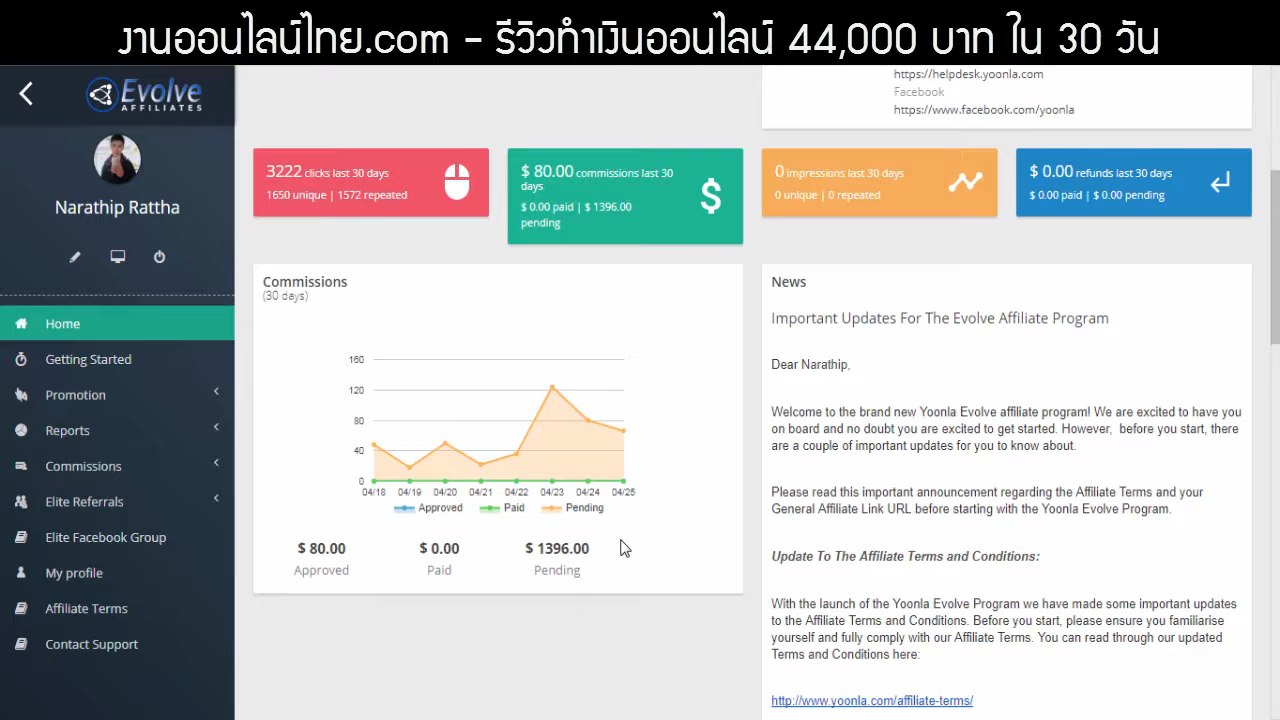 งานออนไลน์ไทย.com - รีวิวทำเงินออนไลน์ 44,000 บาท ใน 30 วัน
Evolve
AFFILIATES
Narathip Rattha
Home
Getting Started
Promotion
Reports
Commissions
Elite Referrals
Elite Facebook Group
My profile
Affiliate Terms
Contact Support
https://helpdesk.yoonla.com
Facebook
https://www.facebook.com/yoonla
3222 clicks last 30 days
1650 unique | 1572 repeated
$ 80.00 commissions last 30
days
$ 0.00 paid | $ 1396.00
pending
0 impressions last 30 days
0 unique | 0 repeated
$ 0.00 refunds last 30 days
$ 0.00 paid | $ 0.00 pending
Commissions
(30 days)
160
120
80
40
0
04/18 04/19 04/20 04/21 04/22 04/23 04/24 04/25
Approved Paid Pending
$ 80.00 $ 0.00 $ 1396.00
Approved Paid Pending
News
Important Updates For The Evolve Affiliate Program
Dear Narathip,
Welcome to the brand new Yoonla Evolve affiliate program! We are excited to have you
on board and no doubt you are excited to get started. However, before you start, there
are a couple of important updates for you to know about.
Please read this important announcement regarding the Affiliate Terms and your
General Affiliate Link URL before starting with the Yoonla Evolve Program.
Update To The Affiliate Terms and Conditions:
With the launch of the Yoonla Evolve Program we have made some important updates
to the Affiliate Terms and Conditions. Before you start, please ensure you familiarise
yourself and fully comply with our Affiliate Terms. You can read through our updated
Terms and Conditions here:
http://www.yoonla.com/affiliate-terms/